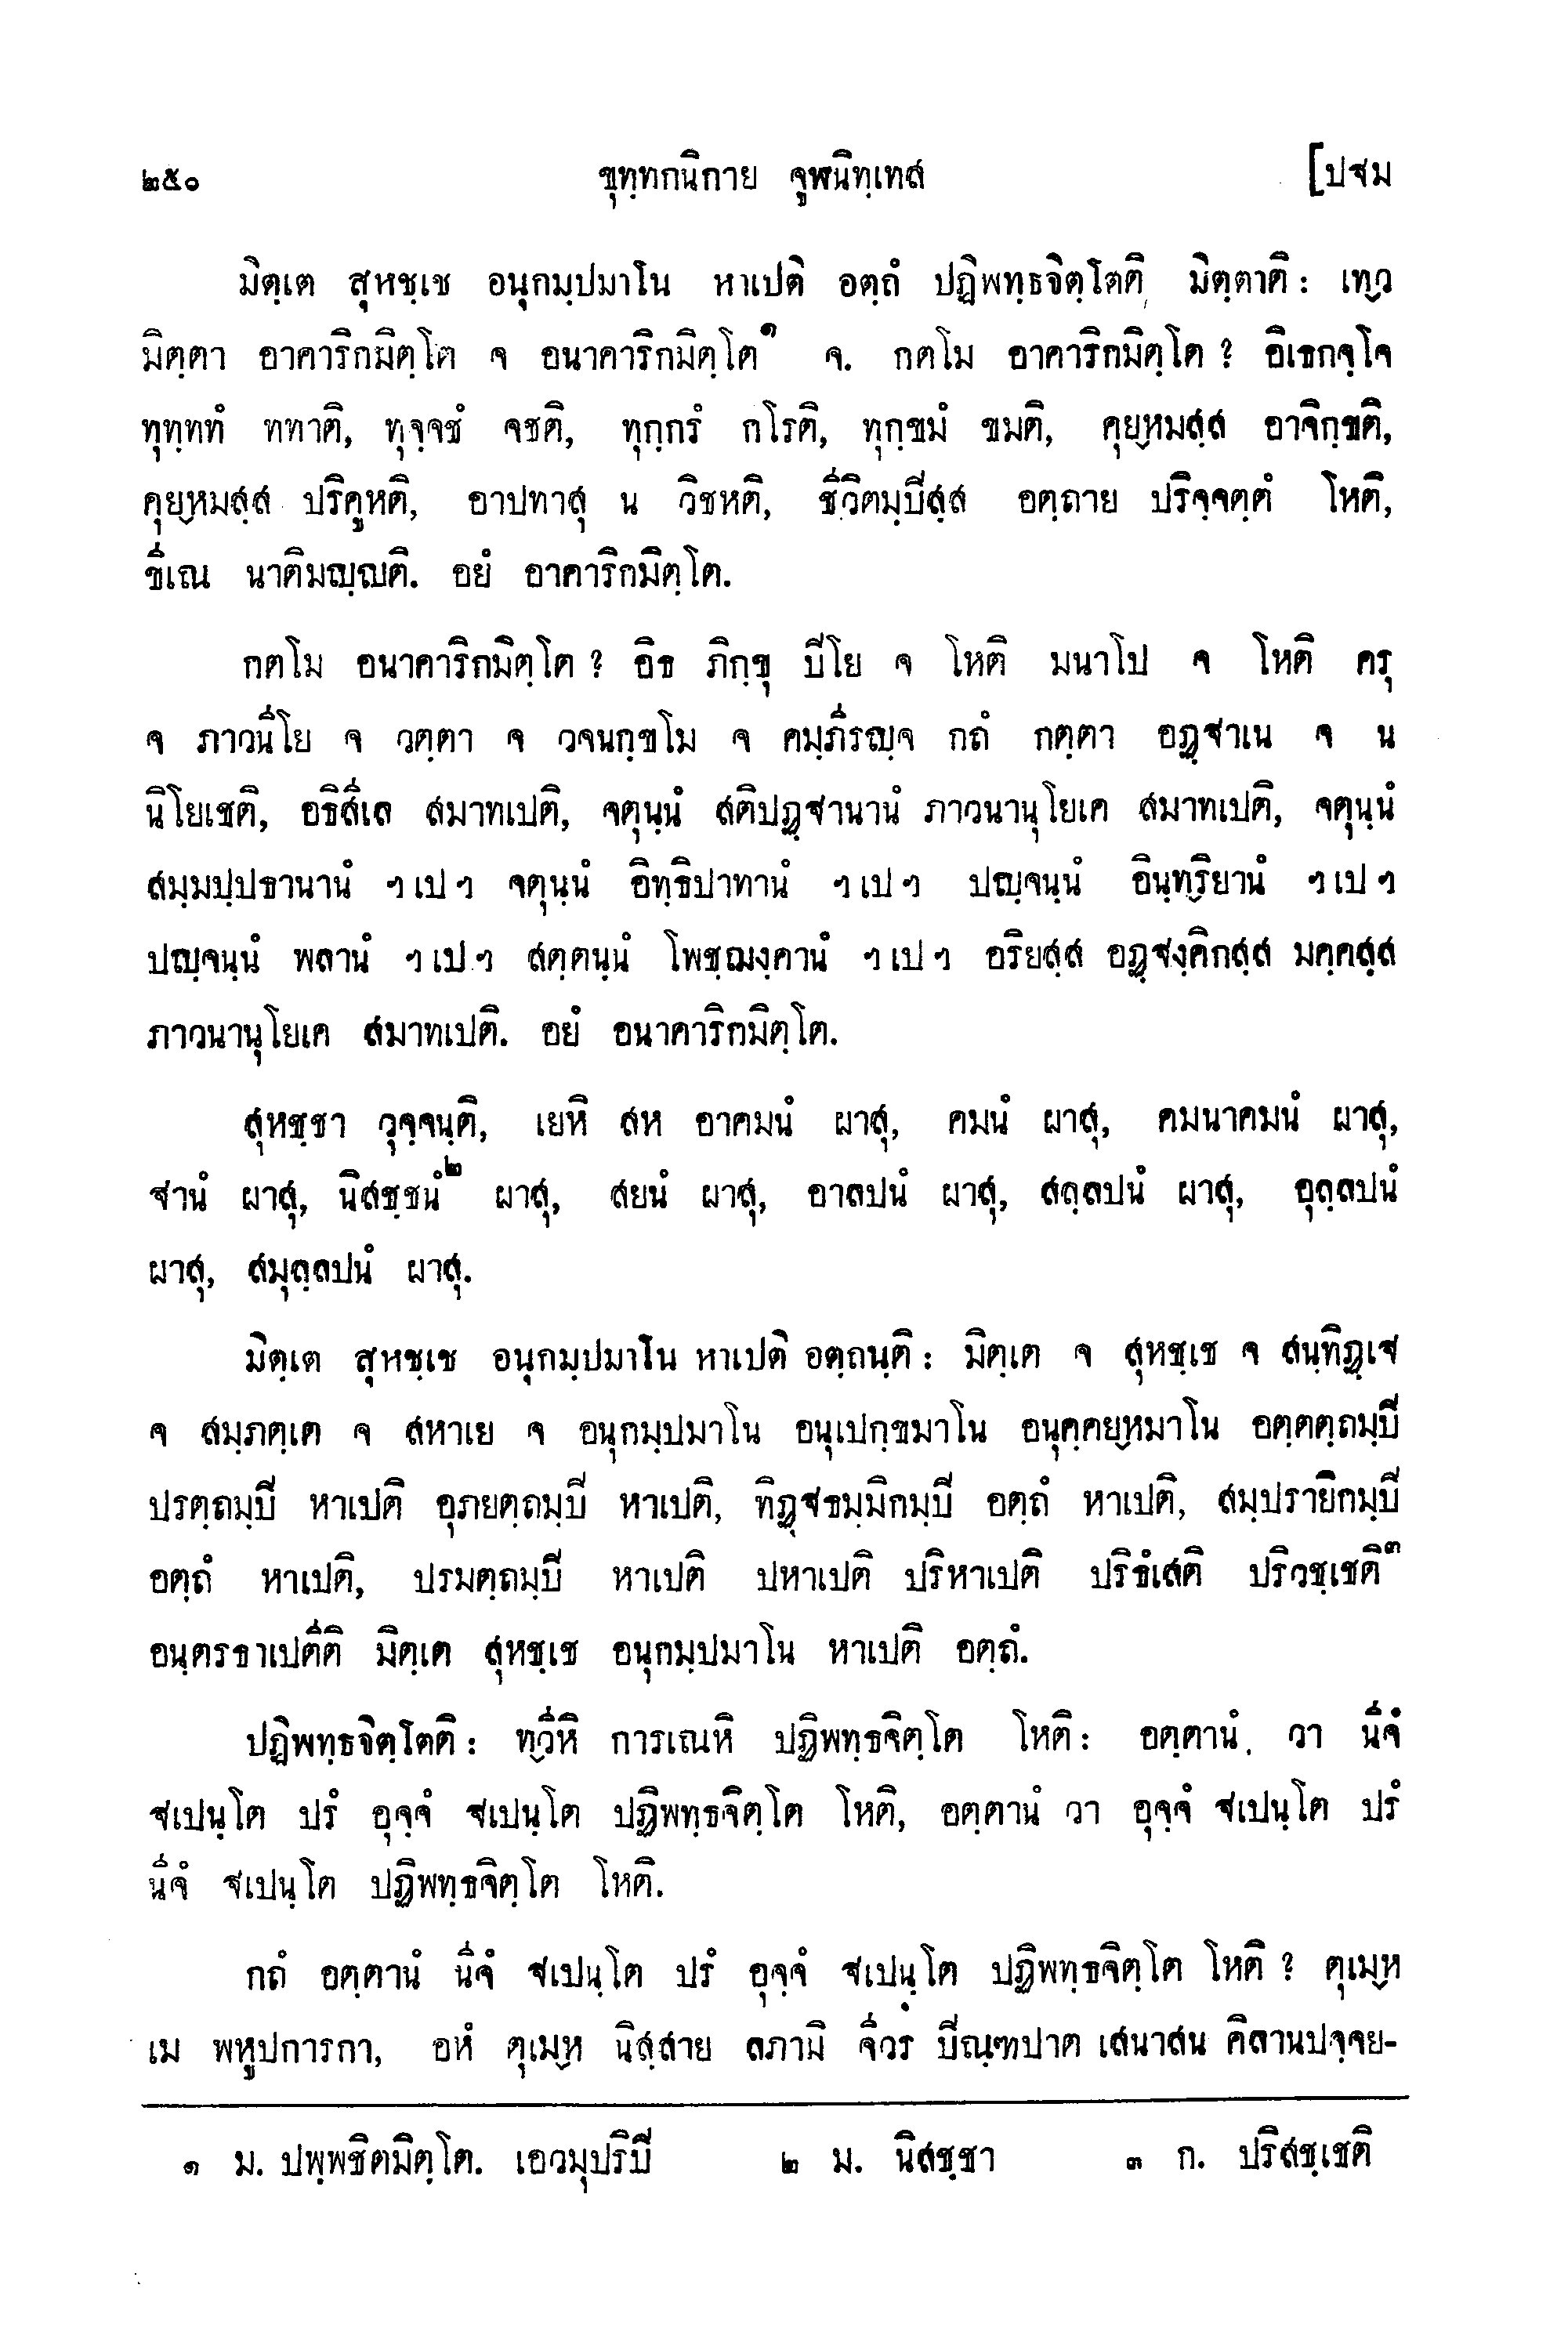 ๒๕๐ ขุทฺทกนิกาย จูฬนิทฺเทส [ปฐม
มิตฺเต สุหชฺเช อนุกมฺปมาโน หาเปติ อตฺถํ ปฏิพทฺธจิตฺโตติ มิตฺตาติ: เทฺว
มิตฺตา อาคาริกมิตฺโต จ อนาคาริกมิตฺโต๑ จ. กตโม อาคาริกมิตฺโต ? อิเธกจฺโจ
ทุทฺททํ ททาติ, ทุจฺจชํ จชติ, ทุกฺกรํ กโรติ, ทุกฺขมํ ขมติ, คุยฺหมสฺส อาจิกฺขติ,
คุยฺหมสฺส ปริคูหติ, อาปทาสุ น วิชหติ, ชีวิตมฺปิสฺส อตฺถาย ปริจฺจตฺตํ โหติ,
ขีเณ นาติมญฺญติ. อยํ อาคาริกมิตฺโต.
กตโม อนาคาริกมิตฺโต ? อิธ ภิกฺขุ ปิโย จ โหติ มนาโป จ โหติ ครุ
จ ภาวนีโย จ วตฺตา จ วจนกฺขโม จ คมฺภีรญฺจ กถํ กตฺตา อฏฺฐาเน จ น
นิโยเชติ, อธิสีเล สมาทเปติ, จตุนฺนํ สติปฏฺฐานานํ ภาวนานุโยเค สมาทเปติ, จตุนฺนํ
สมฺมปฺปธานานํ ฯ เป ฯ จตุนฺนํ อิทฺธิปาทานํ ฯ เป ฯ ปญฺจนฺนํ อินฺทฺริยานํ ฯ เป ฯ
ปญฺจนฺนํ พลานํ ฯ เป ฯ สตฺตนฺนํ โพชฺฌงฺคานํ ฯ เป ฯ อริยสฺส อฏฺฐงฺคิกสฺส มคฺคสฺส
ภาวนานุโยเค สมาทเปติ. อยํ อนาคาริกมิตฺโต.
สุหชฺชา วุจฺจนฺติ, เยหิ สห อาคมนํ ผาสุ, คมนํ ผาสุ, คมนาคมนํ ผาสุ,
ฐานํ ผาสุ, นิสชฺชนํ๒ ผาสุ, สยนํ ผาสุ, อาลปนํ ผาสุ, สลฺลปนํ ผาสุ, อุลฺลปนํ
ผาสุ, สมุลฺลปนํ ผาสุ.
มิตฺเต สุหชฺเช อนุกมฺปมาโน หาเปติ อตฺถนฺติ : มิตฺเต จ สุหชฺเช จ สนฺทิฏฺเฐ
จ สมฺภตฺเต จ สหาเย จ อนุกมฺปมาโน อนุเปกฺขมาโน อนุคฺคยฺหมาโน อตฺตตฺถมฺปิ
ปรตฺถมฺปิ หาเปติ อุภยตฺถมฺปิ หาเปติ, ทิฏฺฐธมฺมิกมฺปิ อตฺถํ หาเปติ, สมฺปรายิกมฺปิ
อตฺถํ หาเปติ, ปรมตฺถมฺปิ หาเปติ ปหาเปติ ปริหาเปติ ปริธํเสติ ปริวชฺเชติ๓
อนฺตรธาเปตีติ มิตฺเต สุหชฺเช อนุกมฺปมาโน หาเปติ อตฺถํ.
ปฏิพทฺธจิตฺโตติ : ทฺวีหิ การเณหิ ปฏิพทฺธจิตฺโต โหติ : อตฺตานํ วา นีจํ
ฐเปนฺโต ปรํ อุจฺจํ ฐเปนฺโต ปฏิพทฺธจิตฺโต โหติ, อตฺตานํ วา อุจฺจํ ฐเปนฺโต ปรํ
นีจํ ฐเปนฺโต ปฏิพทฺธจิตฺโต โหติ.
กถํ อตฺตานํ นีจํ ฐเปนฺโต ปรํ อุจฺจํ ฐเปนฺโต ปฏิพทฺธจิตฺโต โหติ ? ตุเมฺห
เม พหูปการกา, อหํ ตุเมฺห นิสฺสาย ลภามิ จีวรํ ปิณฺฑปาต เสนาสน คิลานปจฺจย-
๑ ม. ปพฺพชิตมิตฺโต. เอวมุปริปิ ๒ ม. นิสชฺชา ๓ ก. ปริสชฺเชติ